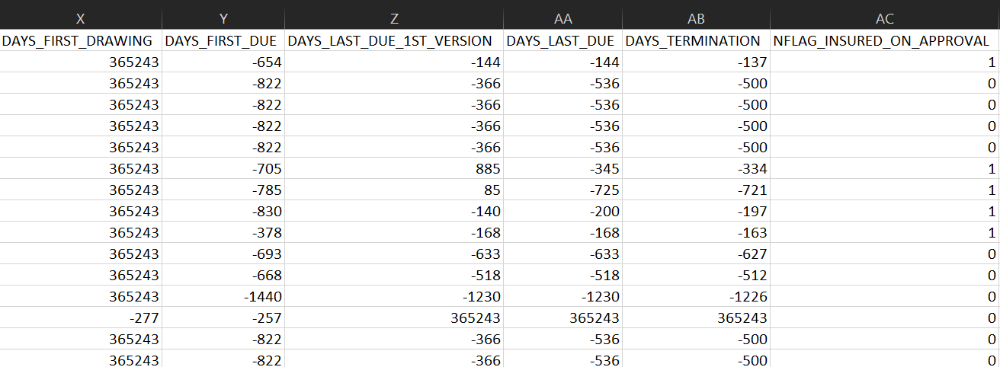 X Y Z AA AB AC
DAYS_FIRST_DRAWING DAYS_FIRST_DUE DAYS_LAST_DUE_1ST_VERSION DAYS_LAST_DUE DAYS_TERMINATION NFLAG_INSURED_ON_APPROVAL
365243 -654 -144 -144 -137 1
365243 -822 -366 -536 -500 0
365243 -822 -366 -536 -500 0
365243 -822 -366 -536 -500 0
365243 -822 -366 -536 -500 0
365243 -705 885 -345 -334 1
365243 -785 85 -725 -721 1
365243 -830 -140 -200 -197 1
365243 -378 -168 -168 -163 1
365243 -693 -633 -633 -627 0
365243 -668 -518 -518 -512 0
365243 -1440 -1230 -1230 -1226 0
-277 -257 365243 365243 365243 0
365243 -822 -366 -536 -500 0
365243 -822 -366 -536 -500 0